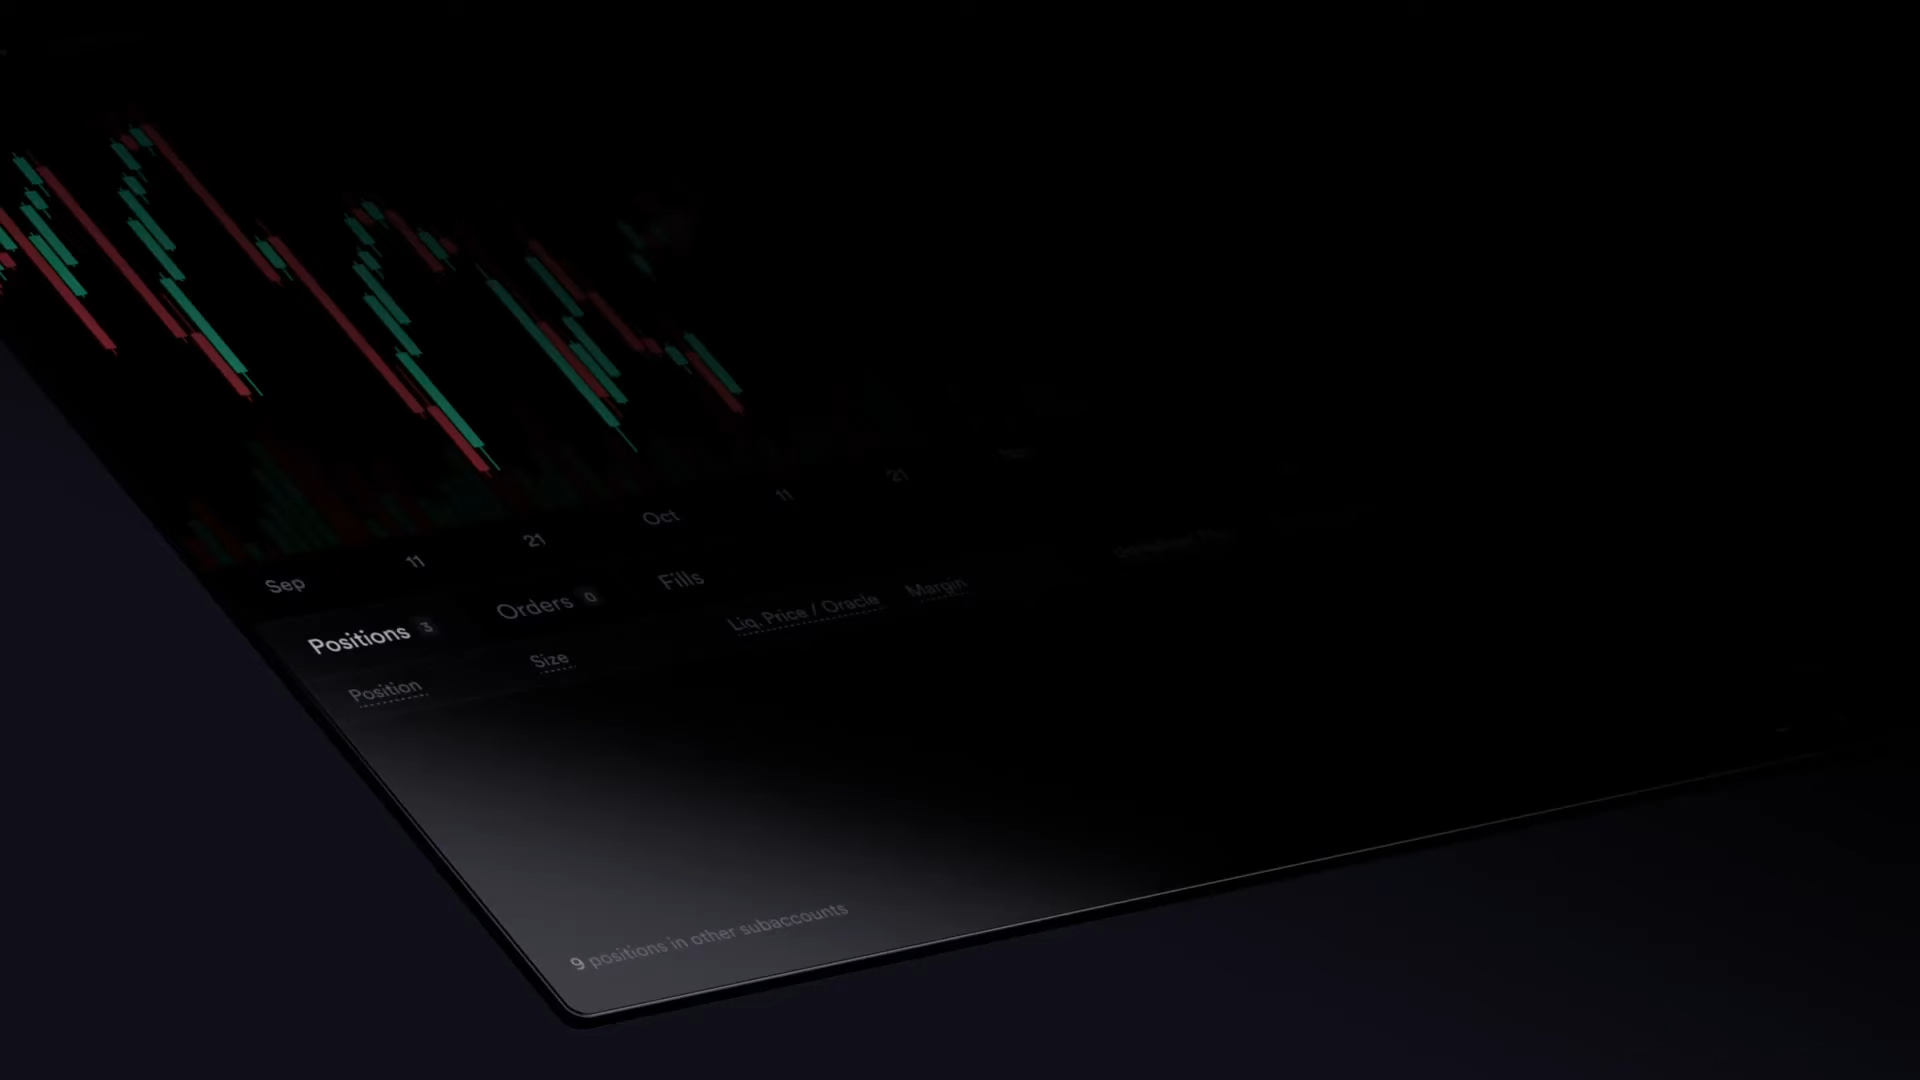 Sep 11 21 Oct 11 21
Positions 3 Orders 0 Fills
Position Size Liq. Price / Oracle Margin
9 positions in other subaccounts